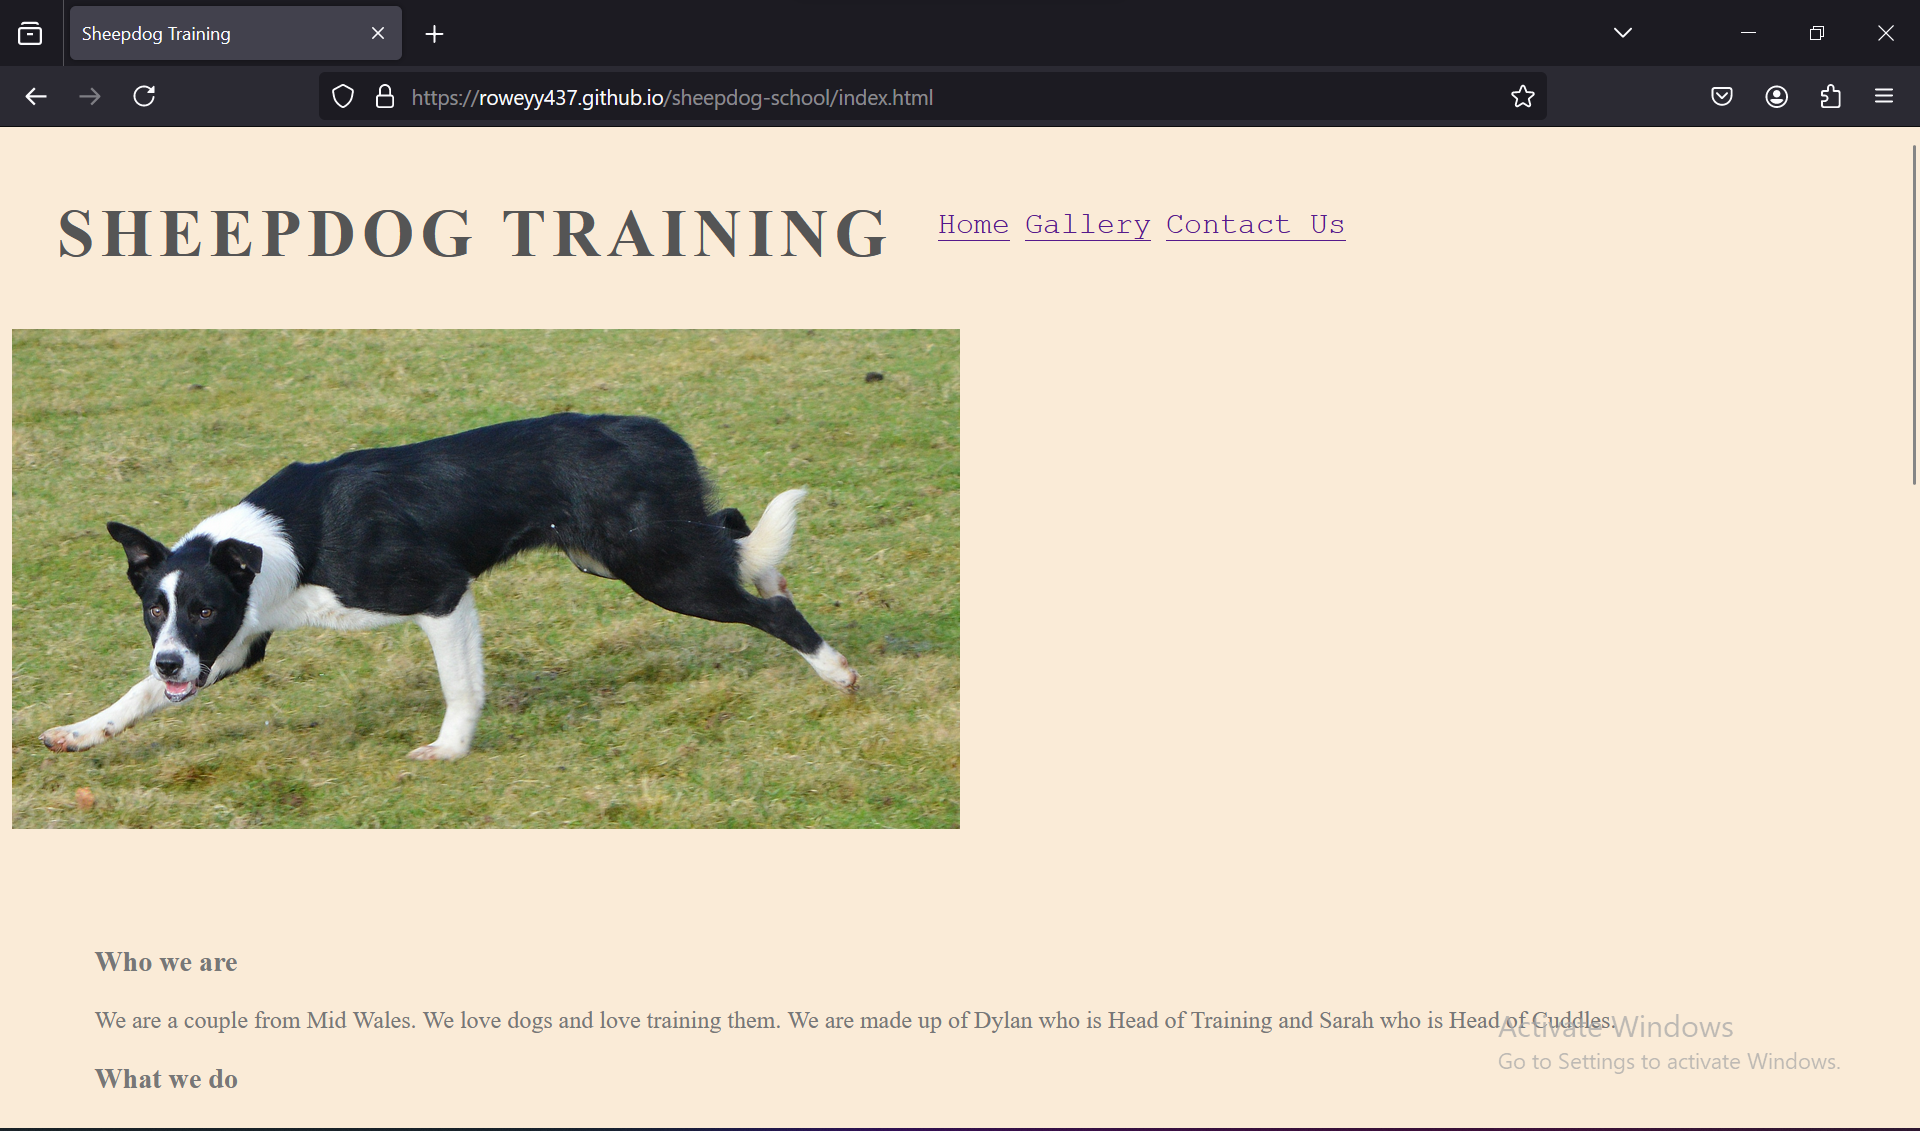 Sheepdog Training
https://roweyy437.github.io/sheepdog-school/index.html
SHEEPDOG TRAINING Home Gallery Contact Us
Who we are
We are a couple from Mid Wales. We love dogs and love training them. We are made up of Dylan who is Head of Training and Sarah who is Head of Cuddles.
Activate Windows
Go to Settings to activate Windows.
What we do